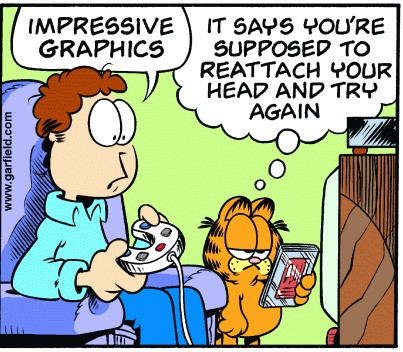 IMPRESSIVE
GRAPHICS
IT SAYS YOU'RE
SUPPOSED TO
REATTACH YOUR
HEAD AND TRY
AGAIN
www.garfield.com